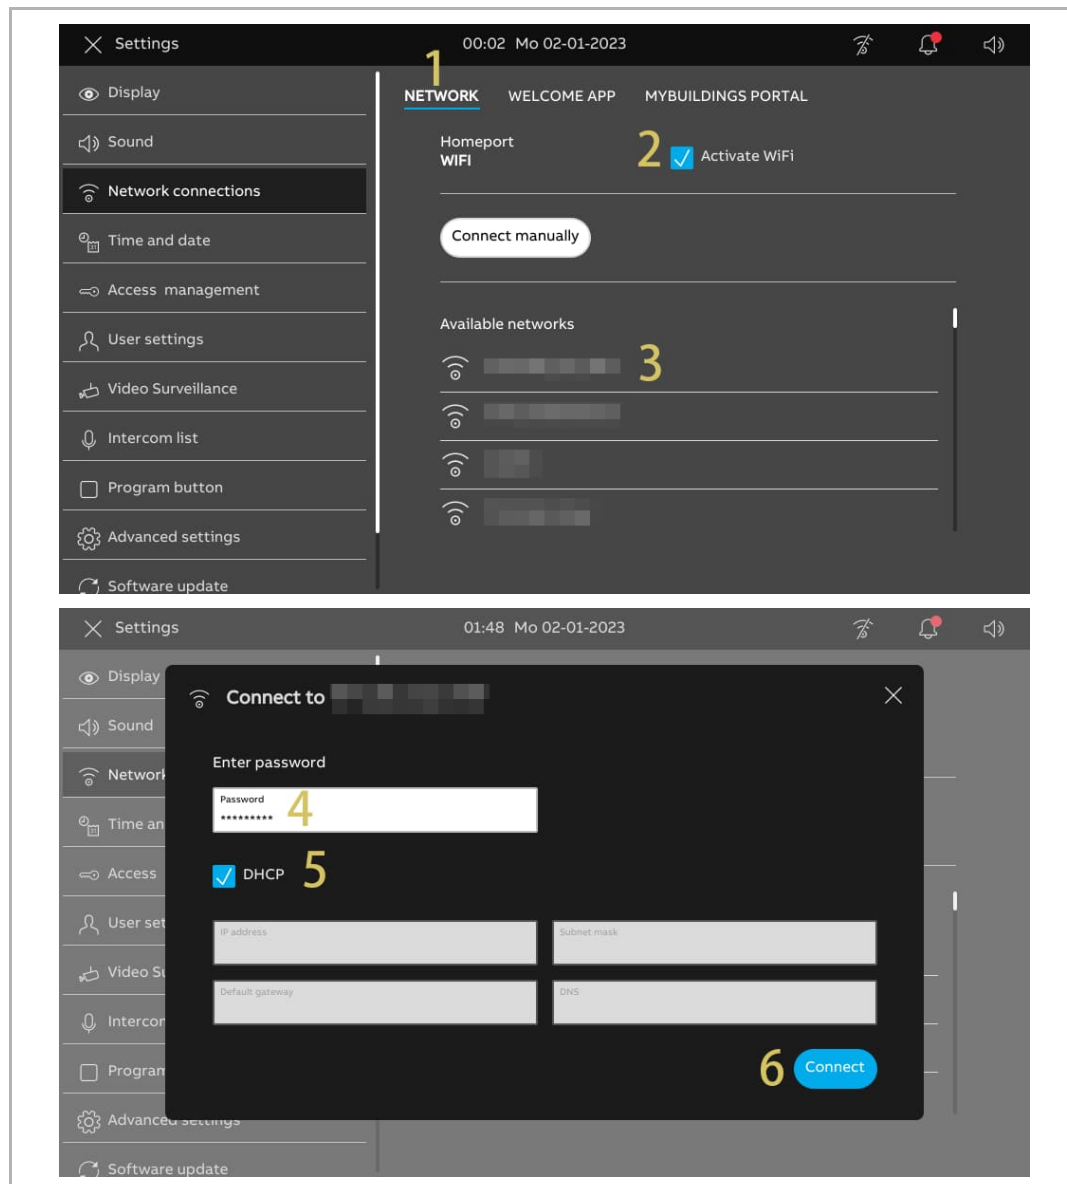 Settings
00:02 Mo 02-01-2023
1
Display
NETWORK WELCOME APP MYBUILDINGS PORTAL
Sound
Homeport
WIFI
2 Activate WiFi
Network connections
Time and date
Connect manually
Access management
User settings
Available networks
3
Video Surveillance
Intercom list
Program button
Advanced settings
Software update
Settings
01:48 Mo 02-01-2023
Display
Connect to
Sound
Enter password
Network
Password
********* 4
Time an
DHCP 5
Access
User set
IP address
Subnet mask
Video Su
Default gateway
DNS
Intercor
Program
6 Connect
Advanced settings
Software update